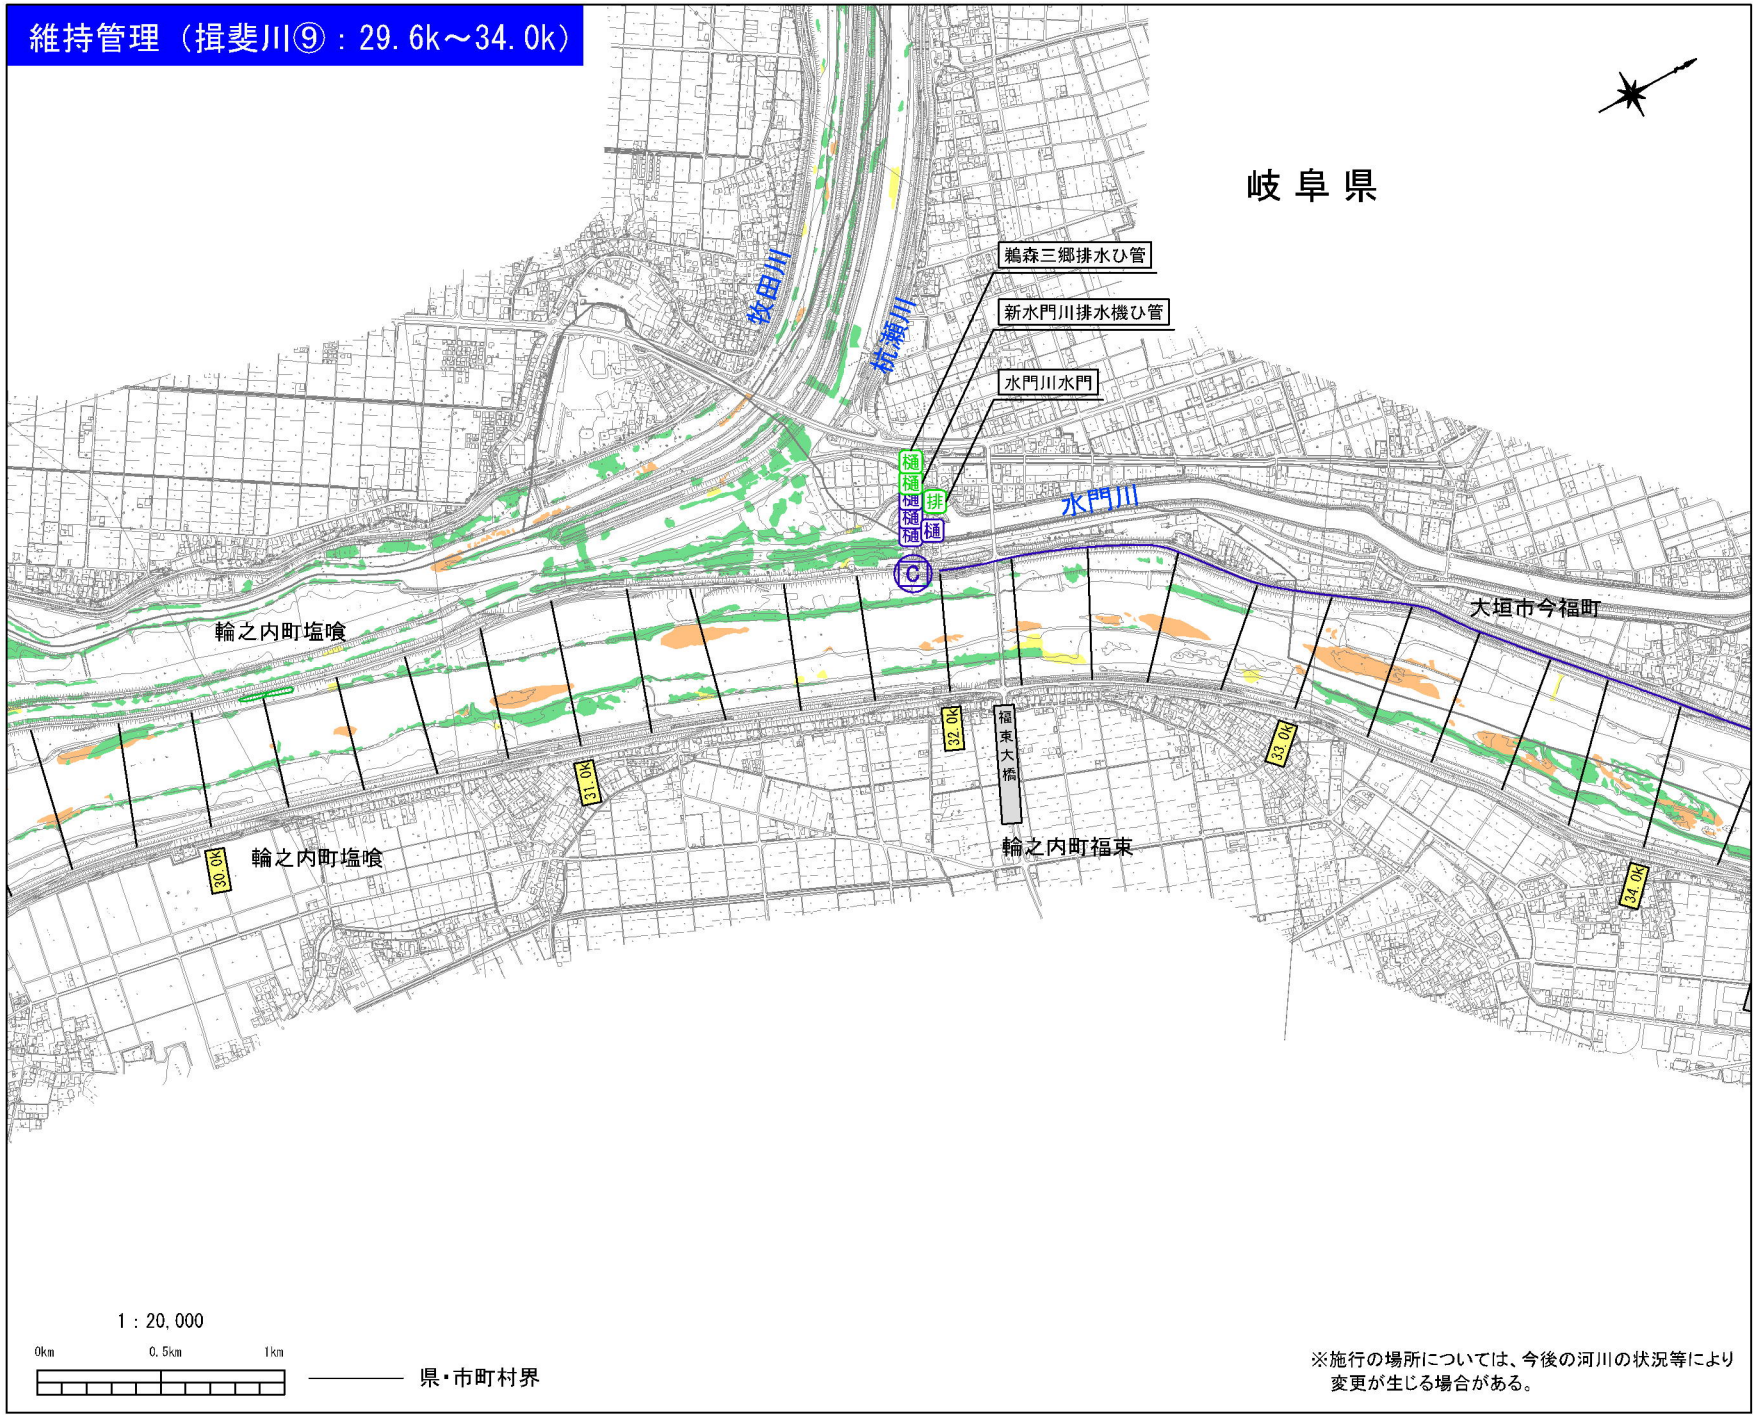 維持管理（揖斐川⑨：29.6k～34.0k）
岐阜県
鵜森三郷排水ひ管
新水門川排水機ひ管
水門川水門
牧田川
杭瀬川
樋
樋
樋
排
樋
樋
樋
C
水門川
大垣市今福町
輪之内町塩喰
32.0k
福東大橋
33.0k
31.0k
輪之内町福東
30.0k
輪之内町塩喰
34.0k
1：20,000
0km 0.5km 1km
県・市町村界
※施行の場所については、今後の河川の状況等により
変更が生じる場合がある。